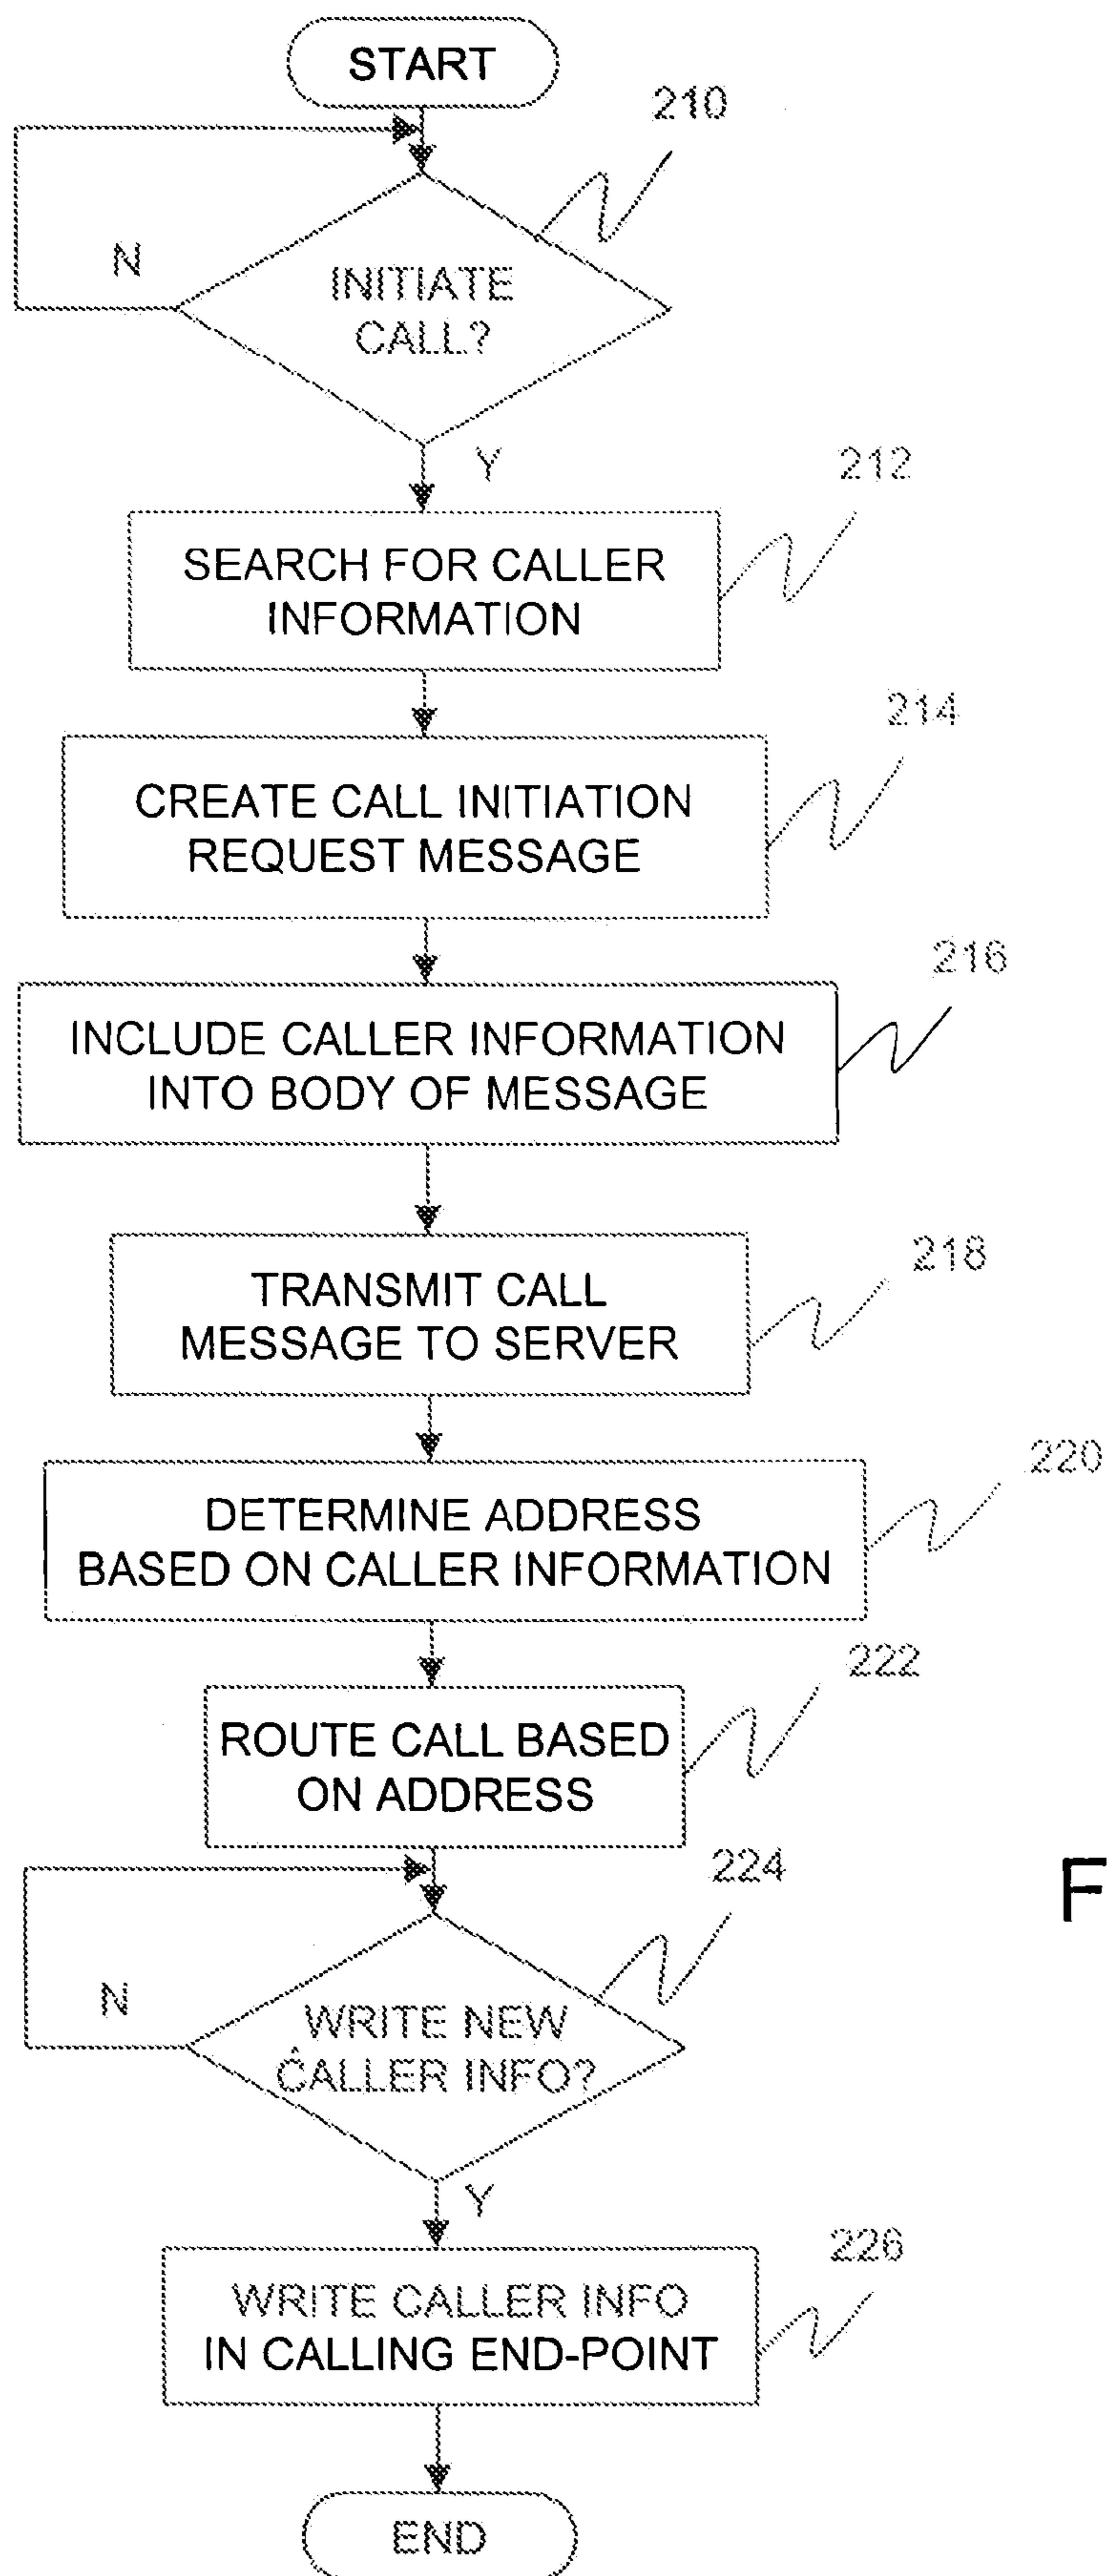 START
210
N
INITIATE
CALL?
Y
212
SEARCH FOR CALLER
INFORMATION
214
CREATE CALL INITIATION
REQUEST MESSAGE
216
INCLUDE CALLER INFORMATION
INTO BODY OF MESSAGE
218
TRANSMIT CALL
MESSAGE TO SERVER
220
DETERMINE ADDRESS
BASED ON CALLER INFORMATION
222
ROUTE CALL BASED
ON ADDRESS
224
F
N
WRITE NEW
CALLER INFO?
Y
226
WRITE CALLER INFO
IN CALLING END-POINT
END